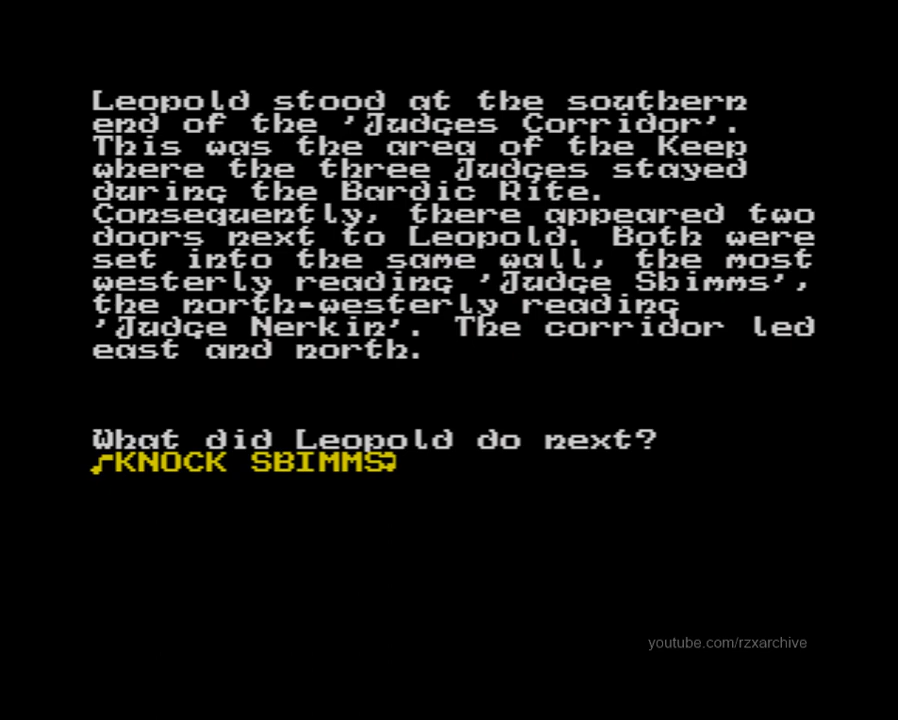 Leopold stood at the southern
end of the 'Judges Corridor'.
This was the area of the Keep
where the three Judges stayed
during the Bardic Rite.
Consequently, there appeared two
doors next to Leopold. Both were
set into the same wall, the most
westerly reading 'Judge Sbimms',
the north-westerly reading
'Judge Nerkin'. The corridor led
east and north.
What did Leopold do next?
♪KNOCK SBIMMS
youtube.com/rzxarchive